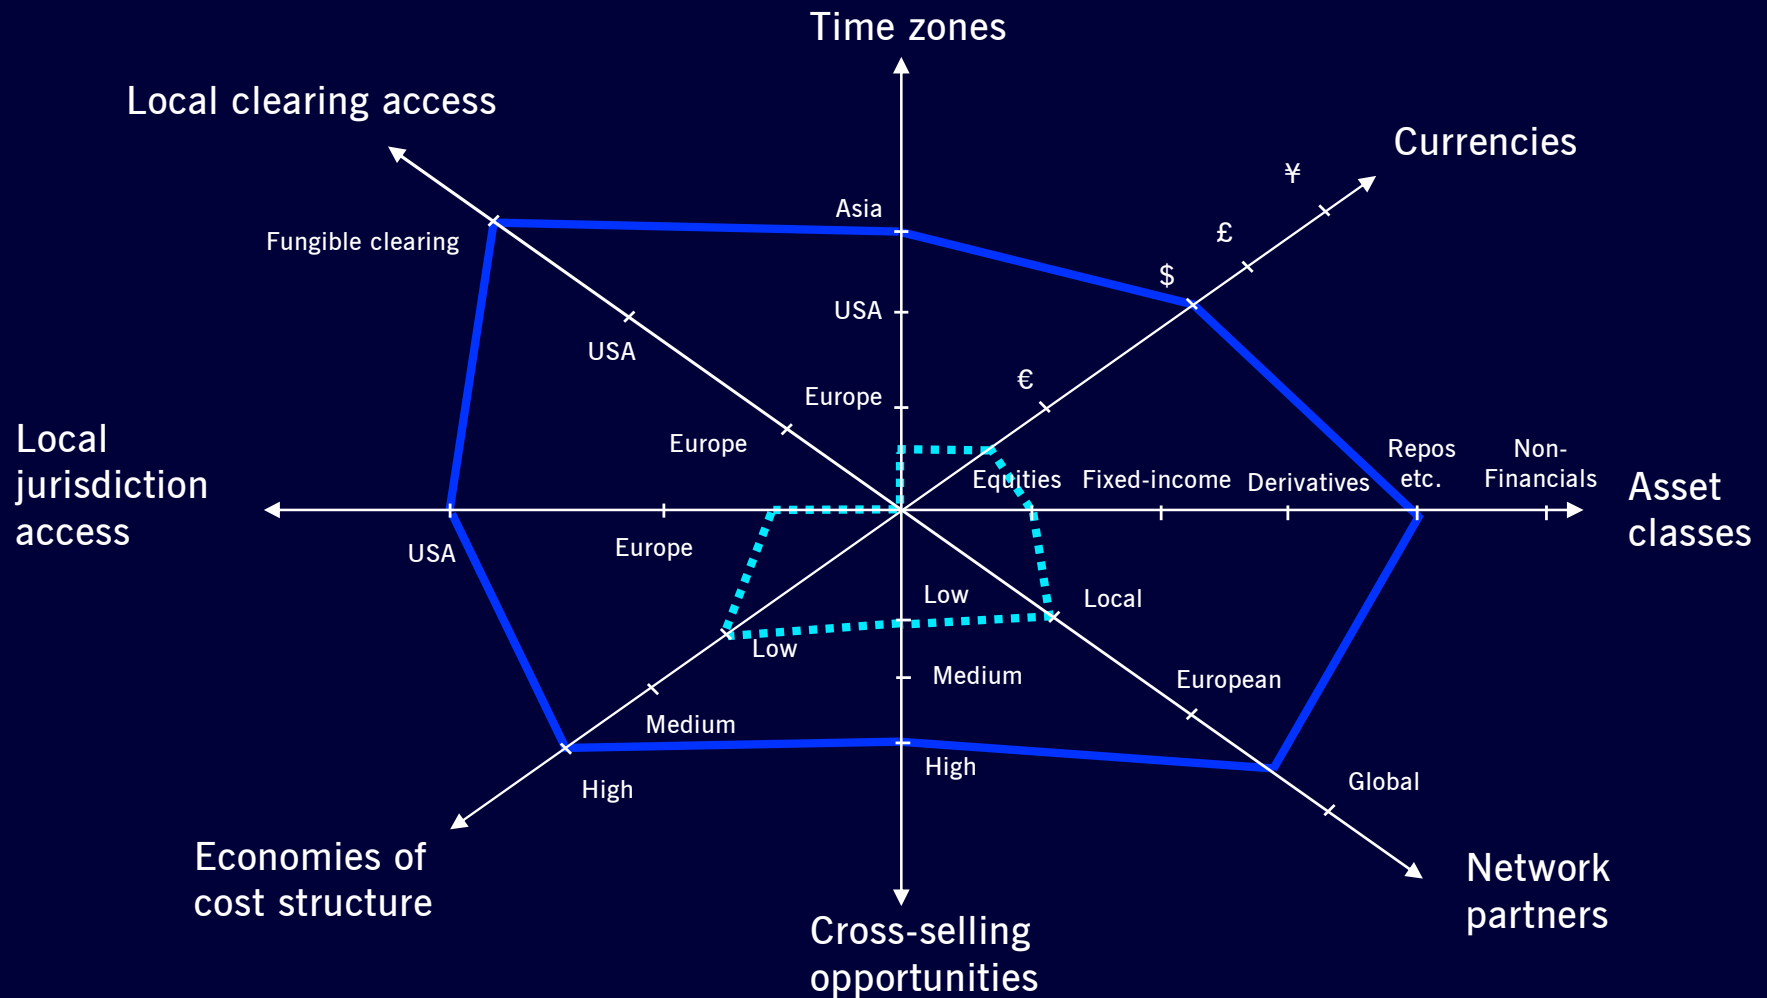 Time zones
Local clearing access
Currencies
¥
Asia
£
Fungible clearing
$
USA
USA
€
Europe
Europe
Local
jurisdiction
access
Equities
Fixed-income
Derivatives
Repos
etc.
Non-
Financials
Asset
classes
USA
Europe
Low
Local
Low
Medium
European
Medium
High
High
Global
Economies of
cost structure
Network
partners
Cross-selling
opportunities